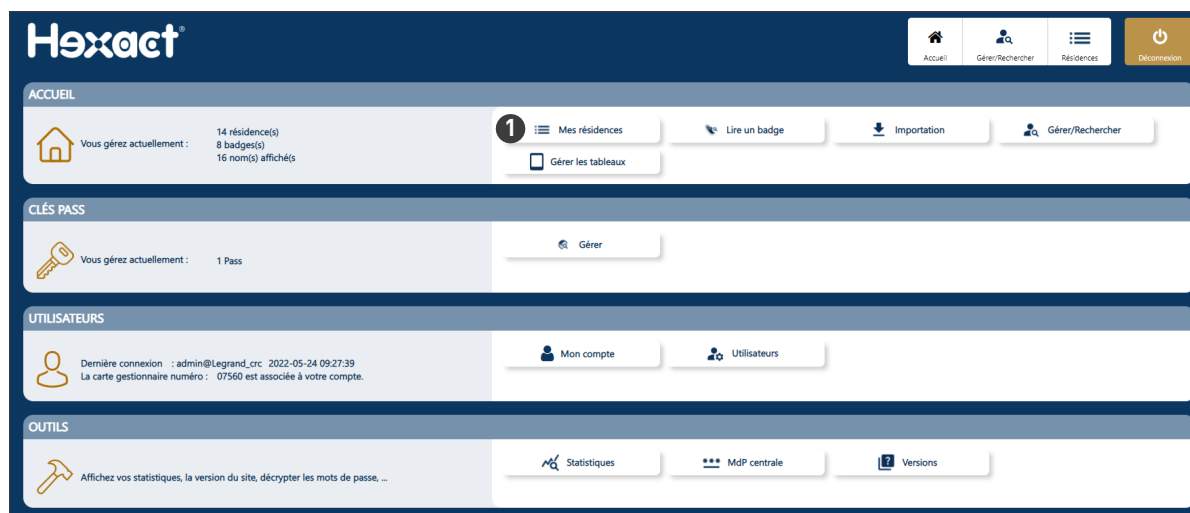 Hexact®
Accueil
Gérer/Rechercher
Résidences
Déconnexion
ACCUEIL
Vous gérez actuellement :
14 résidence(s)
8 badges(s)
16 nom(s) affiché(s
1
Mes résidences
Lire un badge
Importation
Gérer/Rechercher
Gérer les tableaux
CLÉS PASS
Vous gérez actuellement :
1 Pass
Gérer
UTILISATEURS
Dernière connexion : admin@Legrand_crc 2022-05-24 09:27:39
La carte gestionnaire numéro : 07560 est associée à votre compte.
Mon compte
Utilisateurs
OUTILS
Affichez vos statistiques, la version du site, décrypter les mots de passe, ...
Statistiques
MdP centrale
Versions